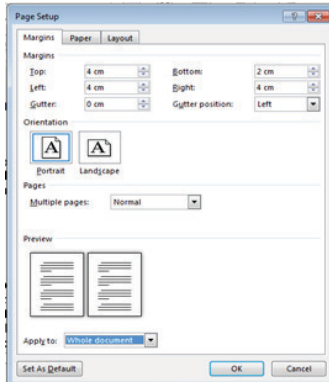 Page Setup
Margins Paper Layout
Margins
Top: 4 cm Bottom: 2 cm
Left: 4 cm Right: 4 cm
Gutter: 0 cm Gutter position: Left
Orientation
A A
Portrait Landscape
Pages
Multiple pages: Normal
Preview
Apply to: Whole document
Set As Default OK Cancel